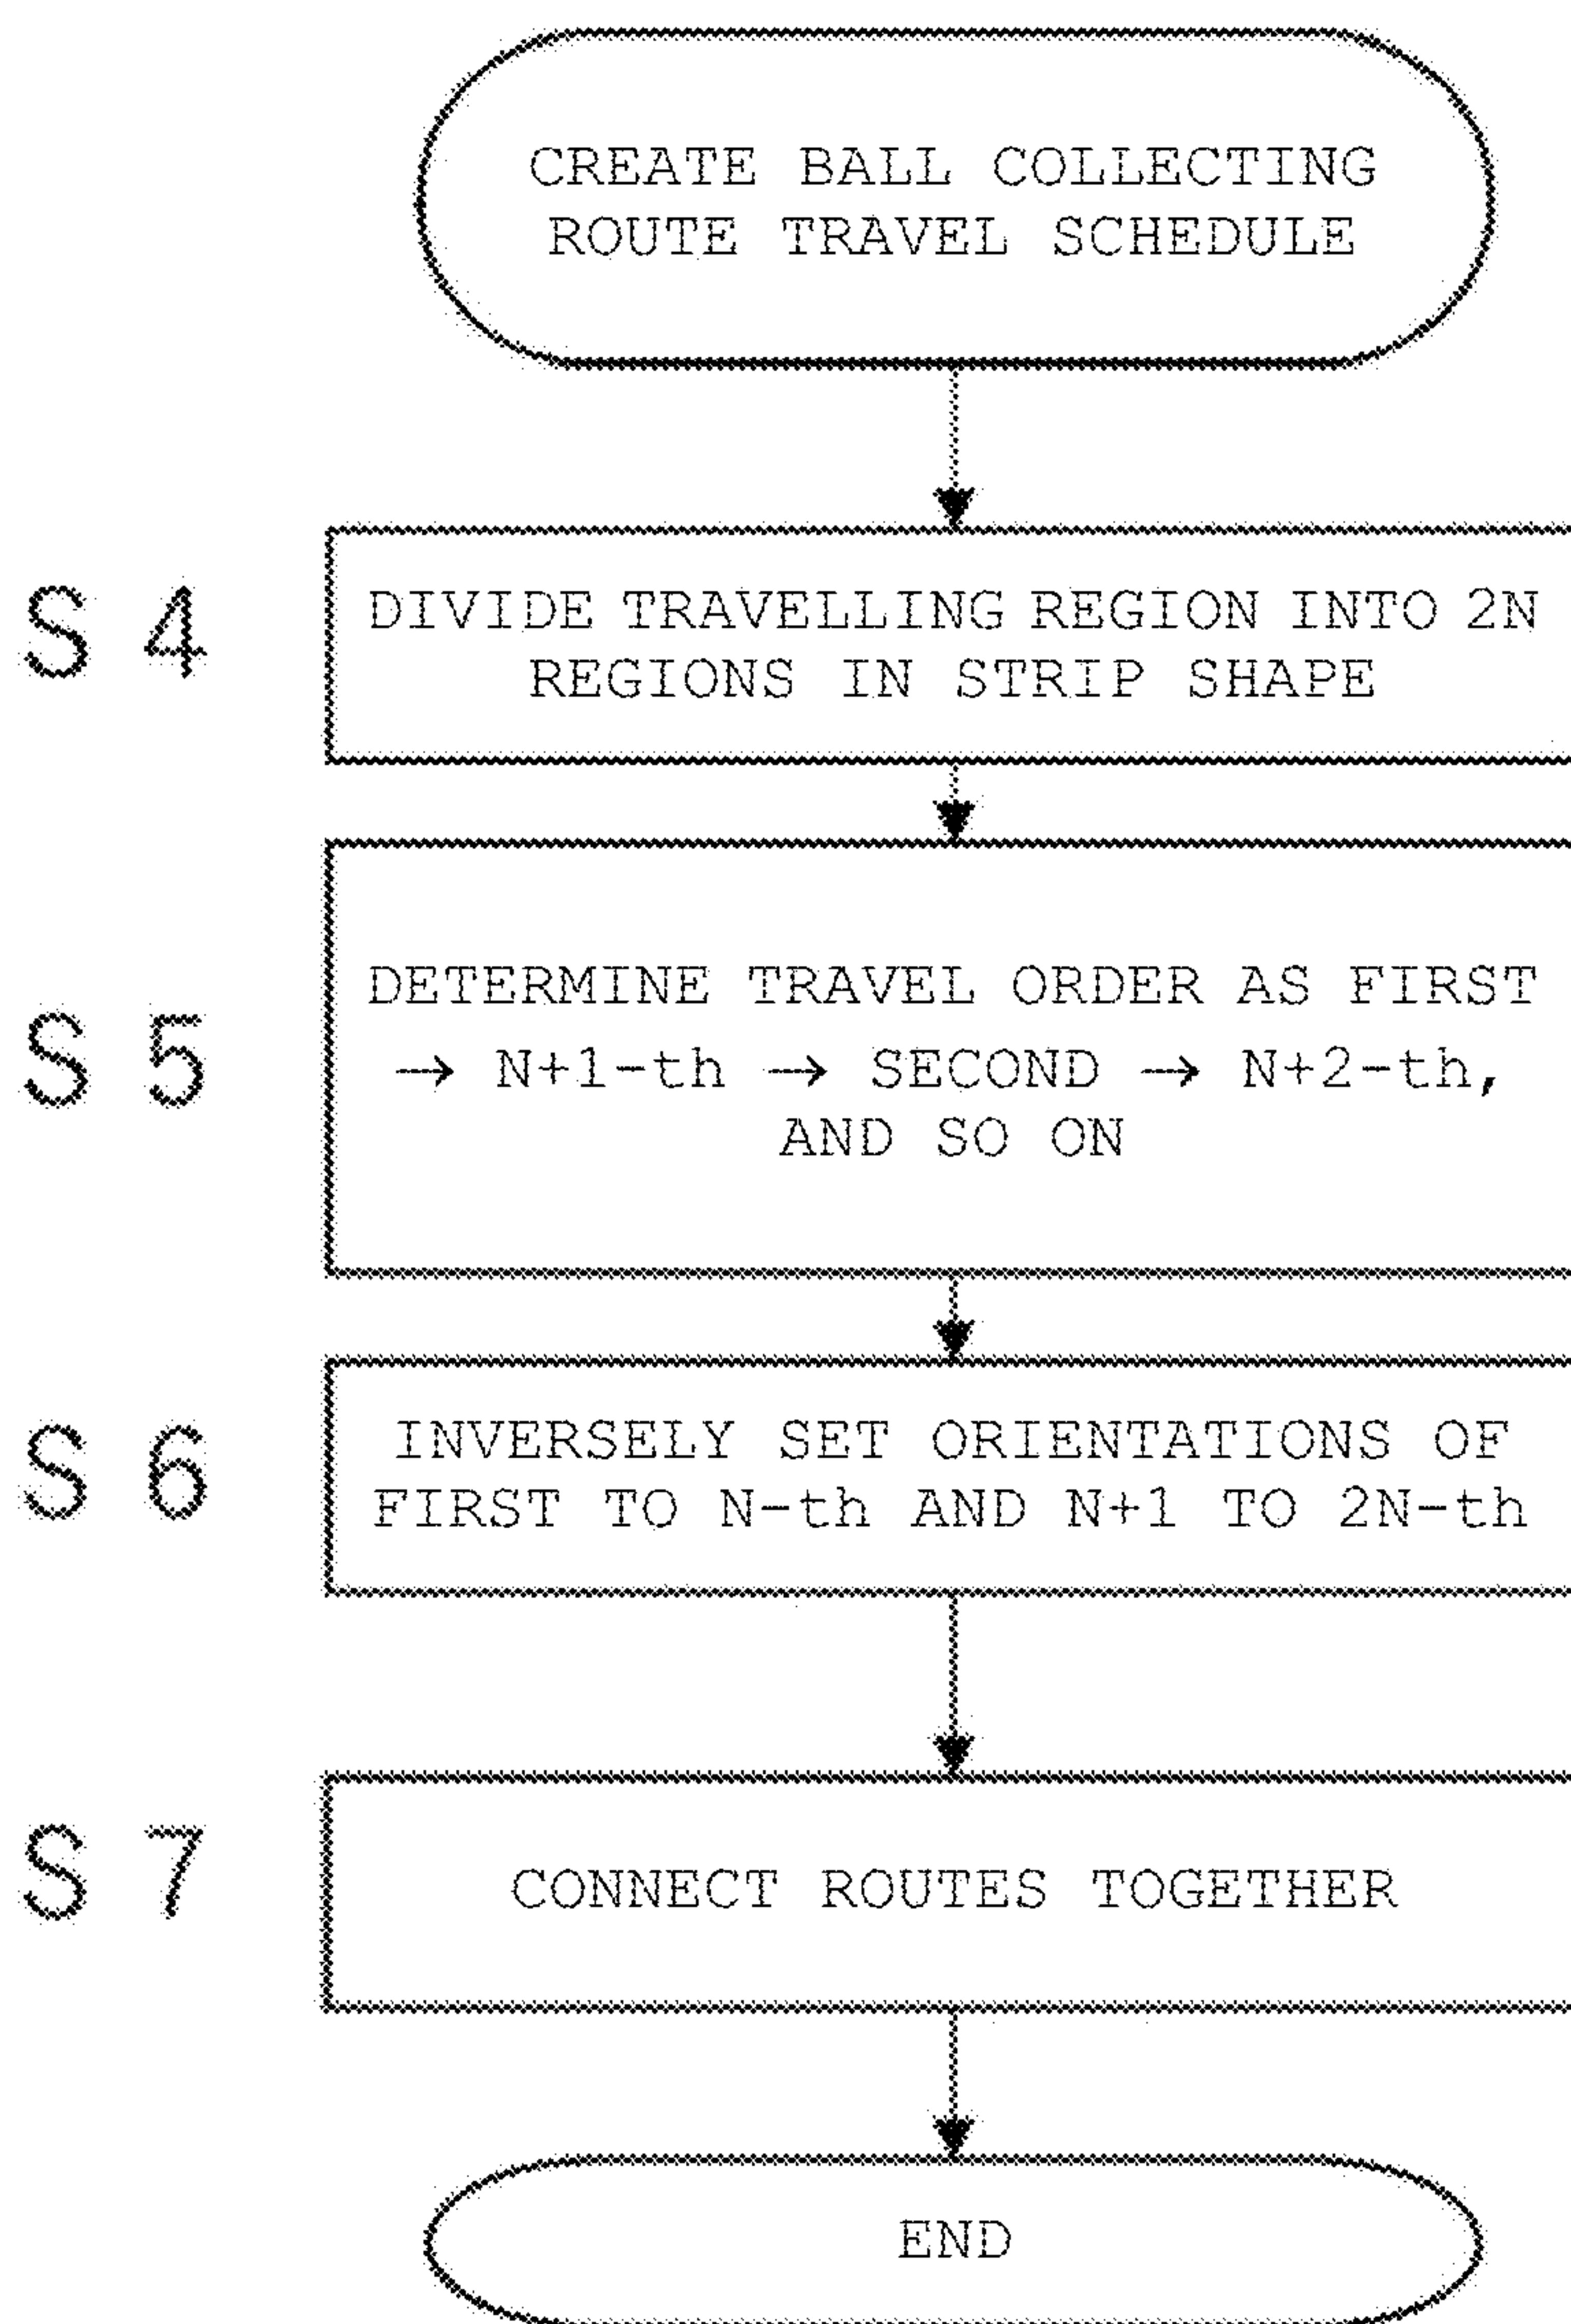 CREATE BALL COLLECTING
ROUTE TRAVEL SCHEDULE
S 4
DIVIDE TRAVELLING REGION INTO 2N
REGIONS IN STRIP SHAPE
S 5
DETERMINE TRAVEL ORDER AS FIRST
→ N+1-th → SECOND → N+2-th,
AND SO ON
S 6
INVERSELY SET ORIENTATIONS OF
FIRST TO N-th AND N+1 TO 2N-th
S 7
CONNECT ROUTES TOGETHER
END